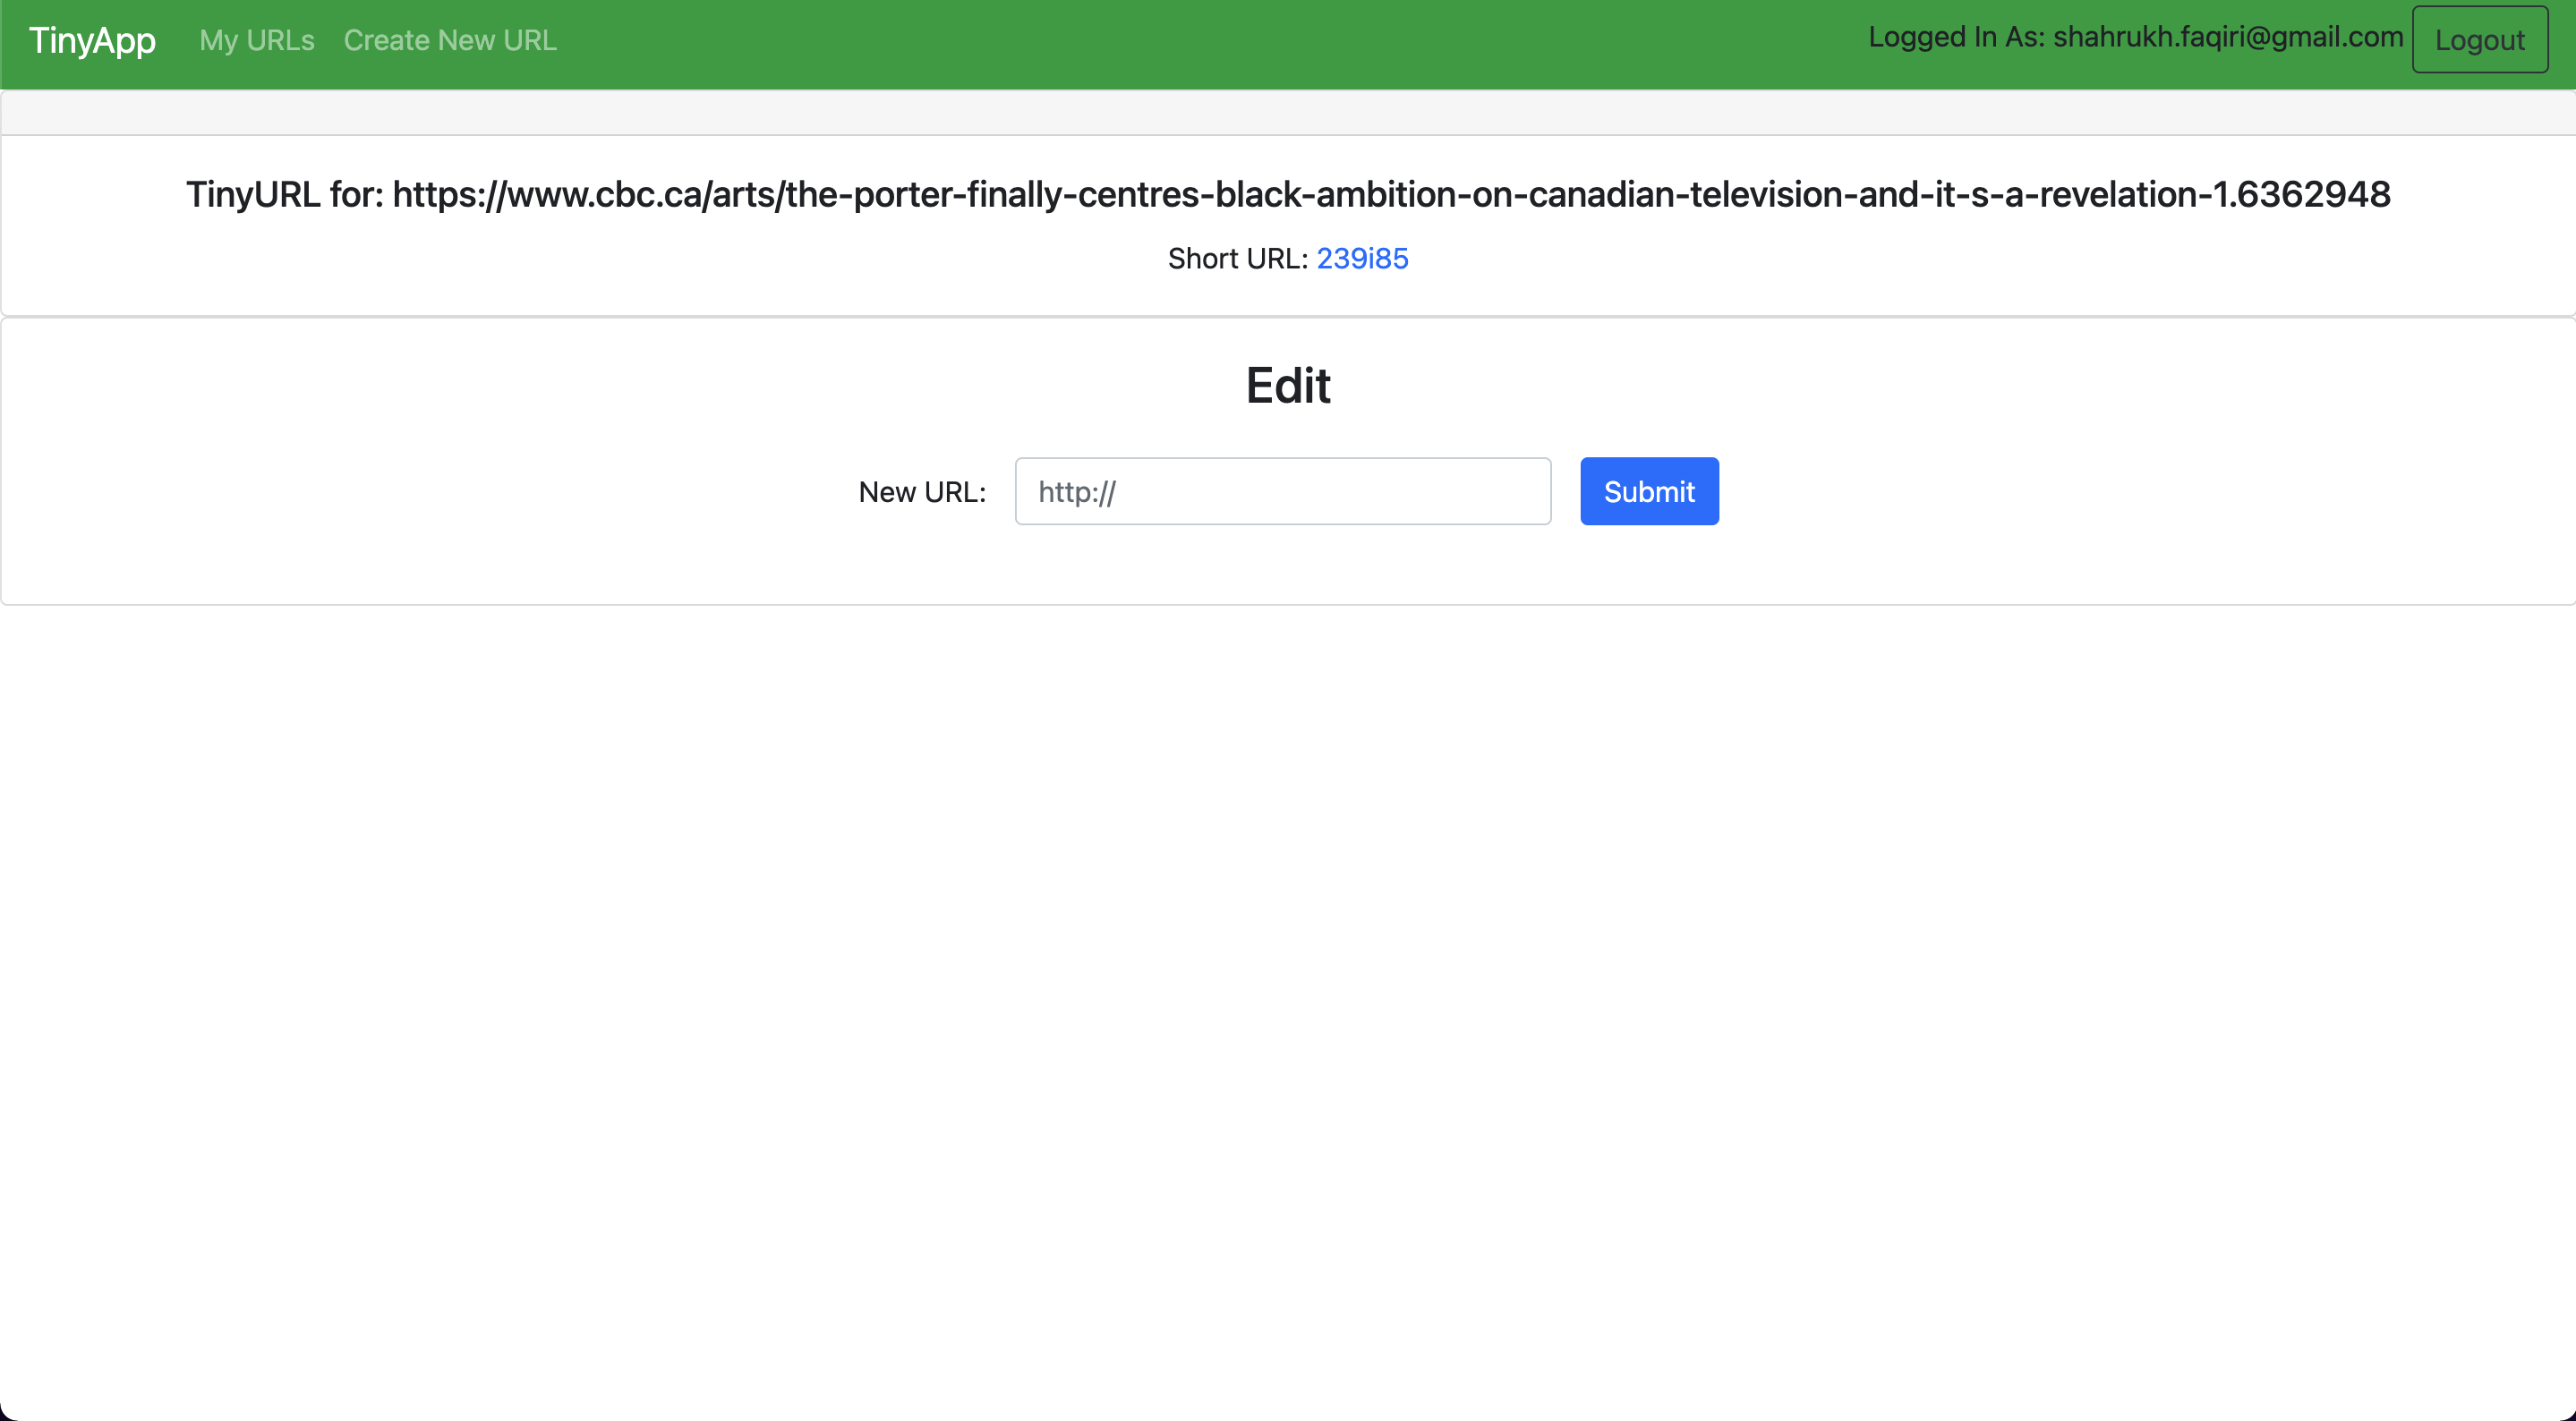 TinyApp My URLs Create New URL Logged In As: shahrukh.faqiri@gmail.com Logout
TinyURL for: https://www.cbc.ca/arts/the-porter-finally-centres-black-ambition-on-canadian-television-and-it-s-a-revelation-1.6362948
Short URL: 239i85
Edit
New URL: http:// Submit